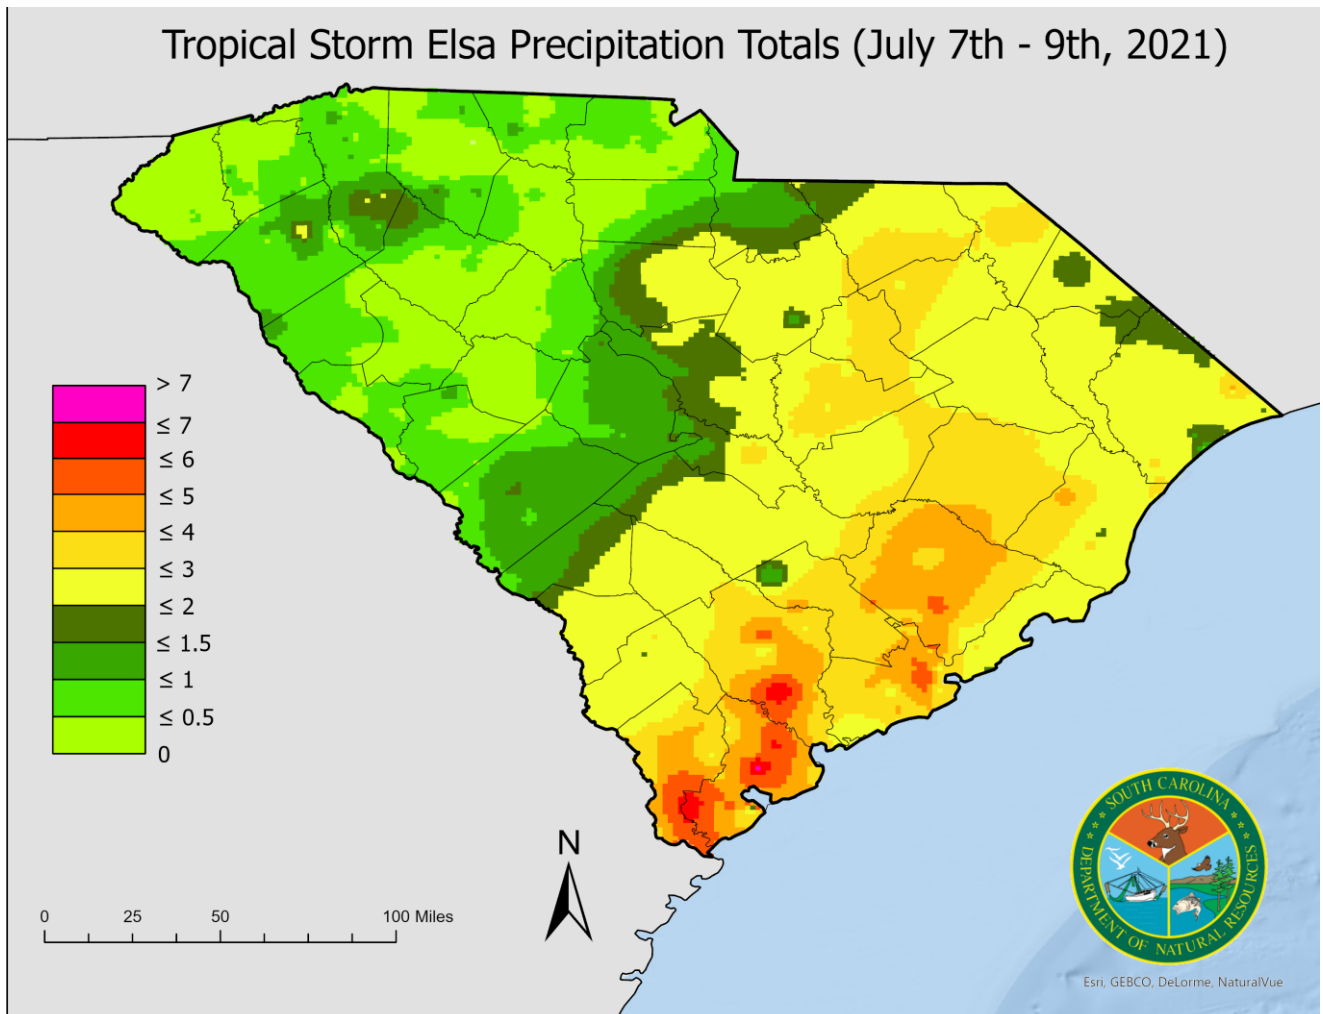 Tropical Storm Elsa Precipitation Totals (July 7th - 9th, 2021)
> 7
≤ 7
≤ 6
≤ 5
≤ 4
≤ 3
≤ 2
≤ 1.5
≤ 1
≤ 0.5
0
N
0 25 50 100 Miles
SOUTH CAROLINA
DEPARTMENT OF NATURAL RESOURCES
Esri, GEBCO, DeLorme, NaturalVue